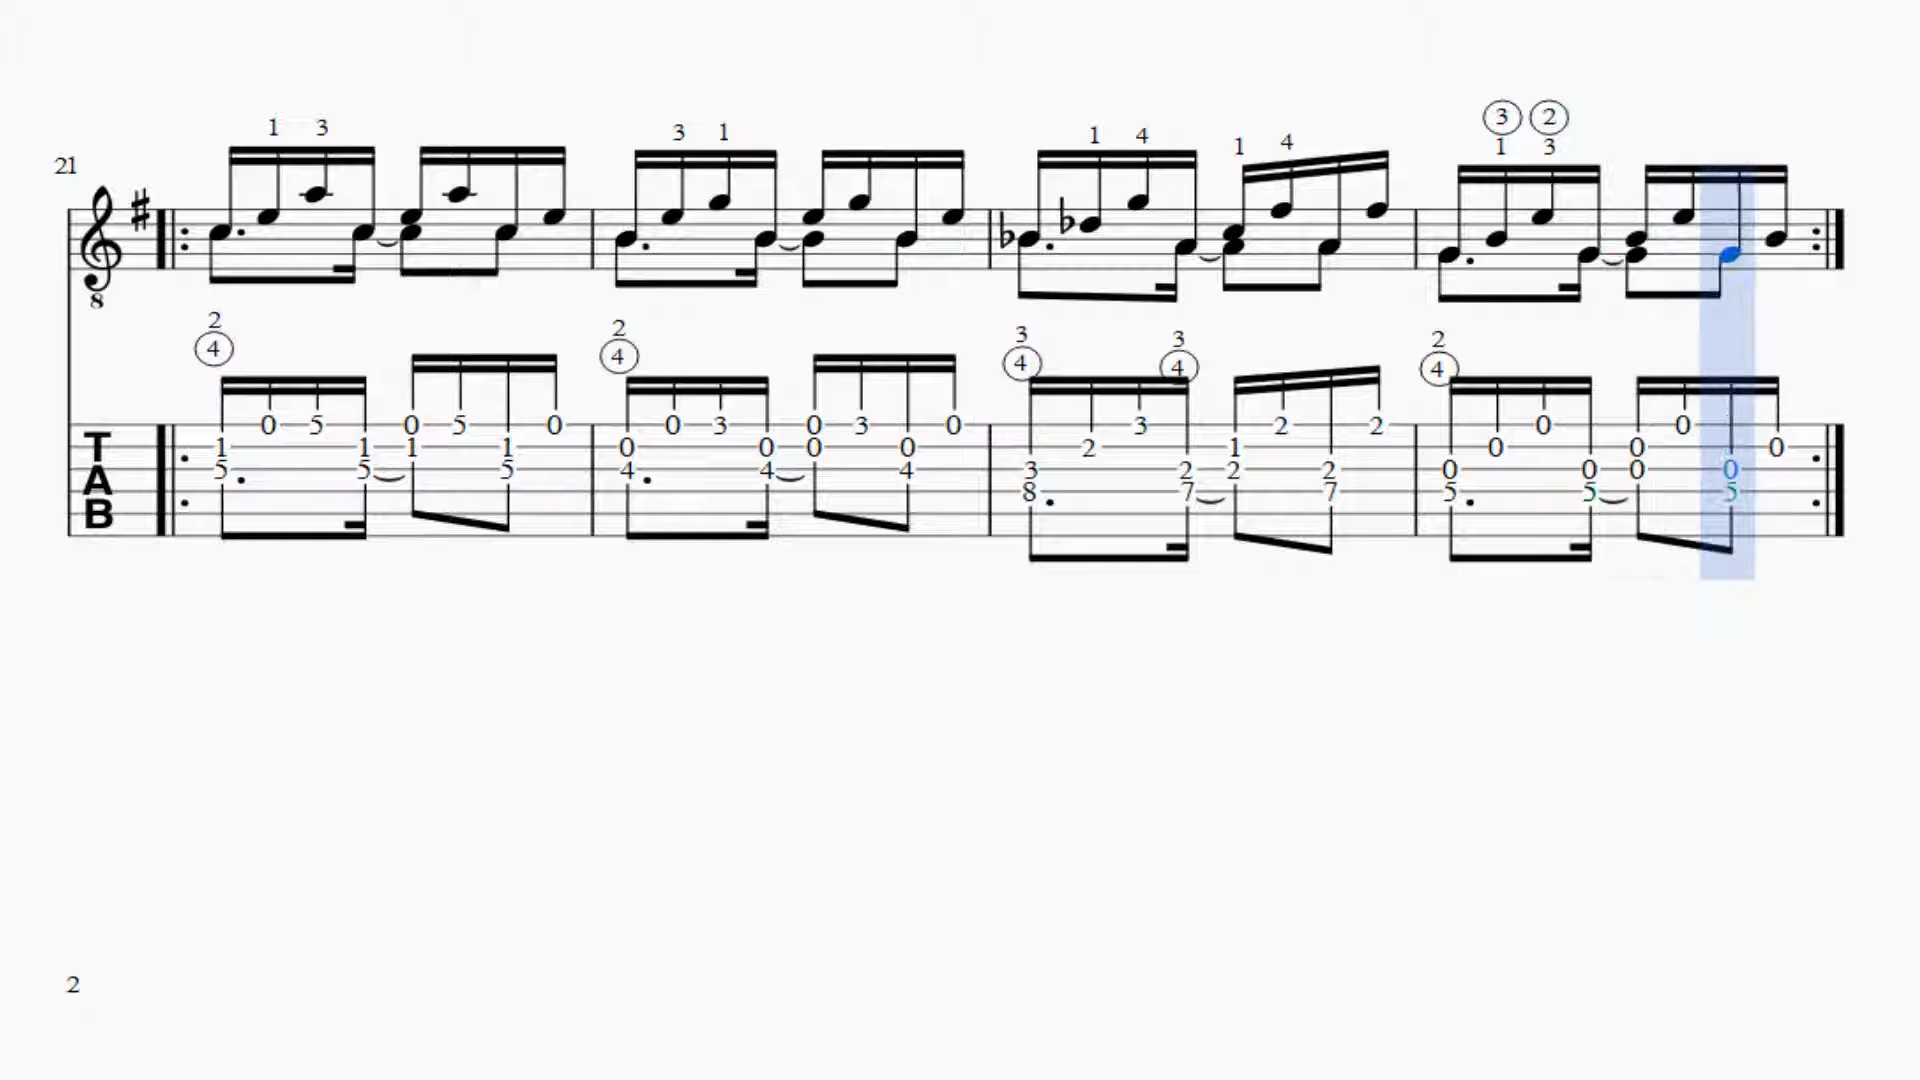 3 2
1 3 3 1 1 4 1 4 1 3
21
8
2 2 3 3 2
4 4 4 4 4
0 5 0 5 0 0 3 0 3 0 3 2 2 0 0
T 1 1 1 1 0 0 0 0 2 1 0 0 0
A 5 5 5 4 4 4 3 2 2 2 0 0 0 0
B 8 7 7 5 5 5
2